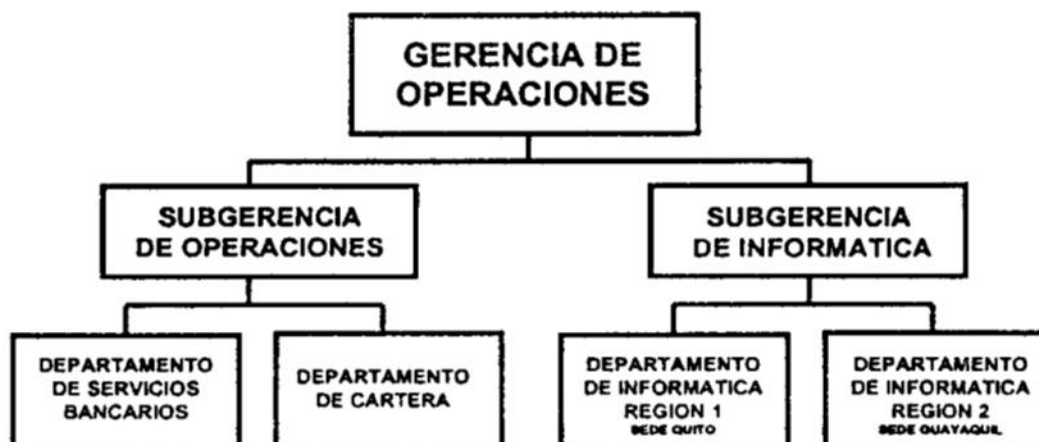 GERENCIA DE
OPERACIONES
SUBGERENCIA
DE OPERACIONES
SUBGERENCIA
DE INFORMATICA
DEPARTAMENTO
DE SERVICIOS
BANCARIOS
DEPARTAMENTO
DE CARTERA
DEPARTAMENTO
DE INFORMATICA
REGION 1
SEDE QUITO
DEPARTAMENTO
DE INFORMATICA
REGION 2
SEDE GUAYAQUIL